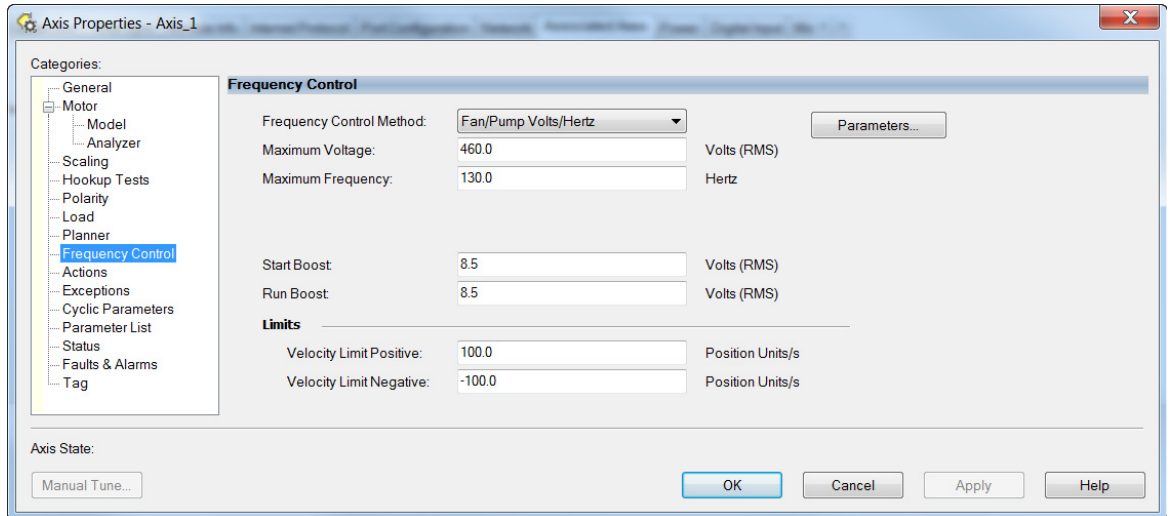 Axis Properties - Axis_1
X
Categories:
General
Motor
Model
Analyzer
Scaling
Hookup Tests
Polarity
Load
Planner
Frequency Control
Actions
Exceptions
Cyclic Parameters
Parameter List
Status
Faults & Alarms
Tag
Frequency Control
Frequency Control Method: Fan/Pump Volts/Hertz Parameters...
Maximum Voltage: 460.0 Volts (RMS)
Maximum Frequency: 130.0 Hertz
Start Boost: 8.5 Volts (RMS)
Run Boost: 8.5 Volts (RMS)
Limits
Velocity Limit Positive: 100.0 Position Units/s
Velocity Limit Negative: -100.0 Position Units/s
Axis State:
Manual Tune... OK Cancel Apply Help